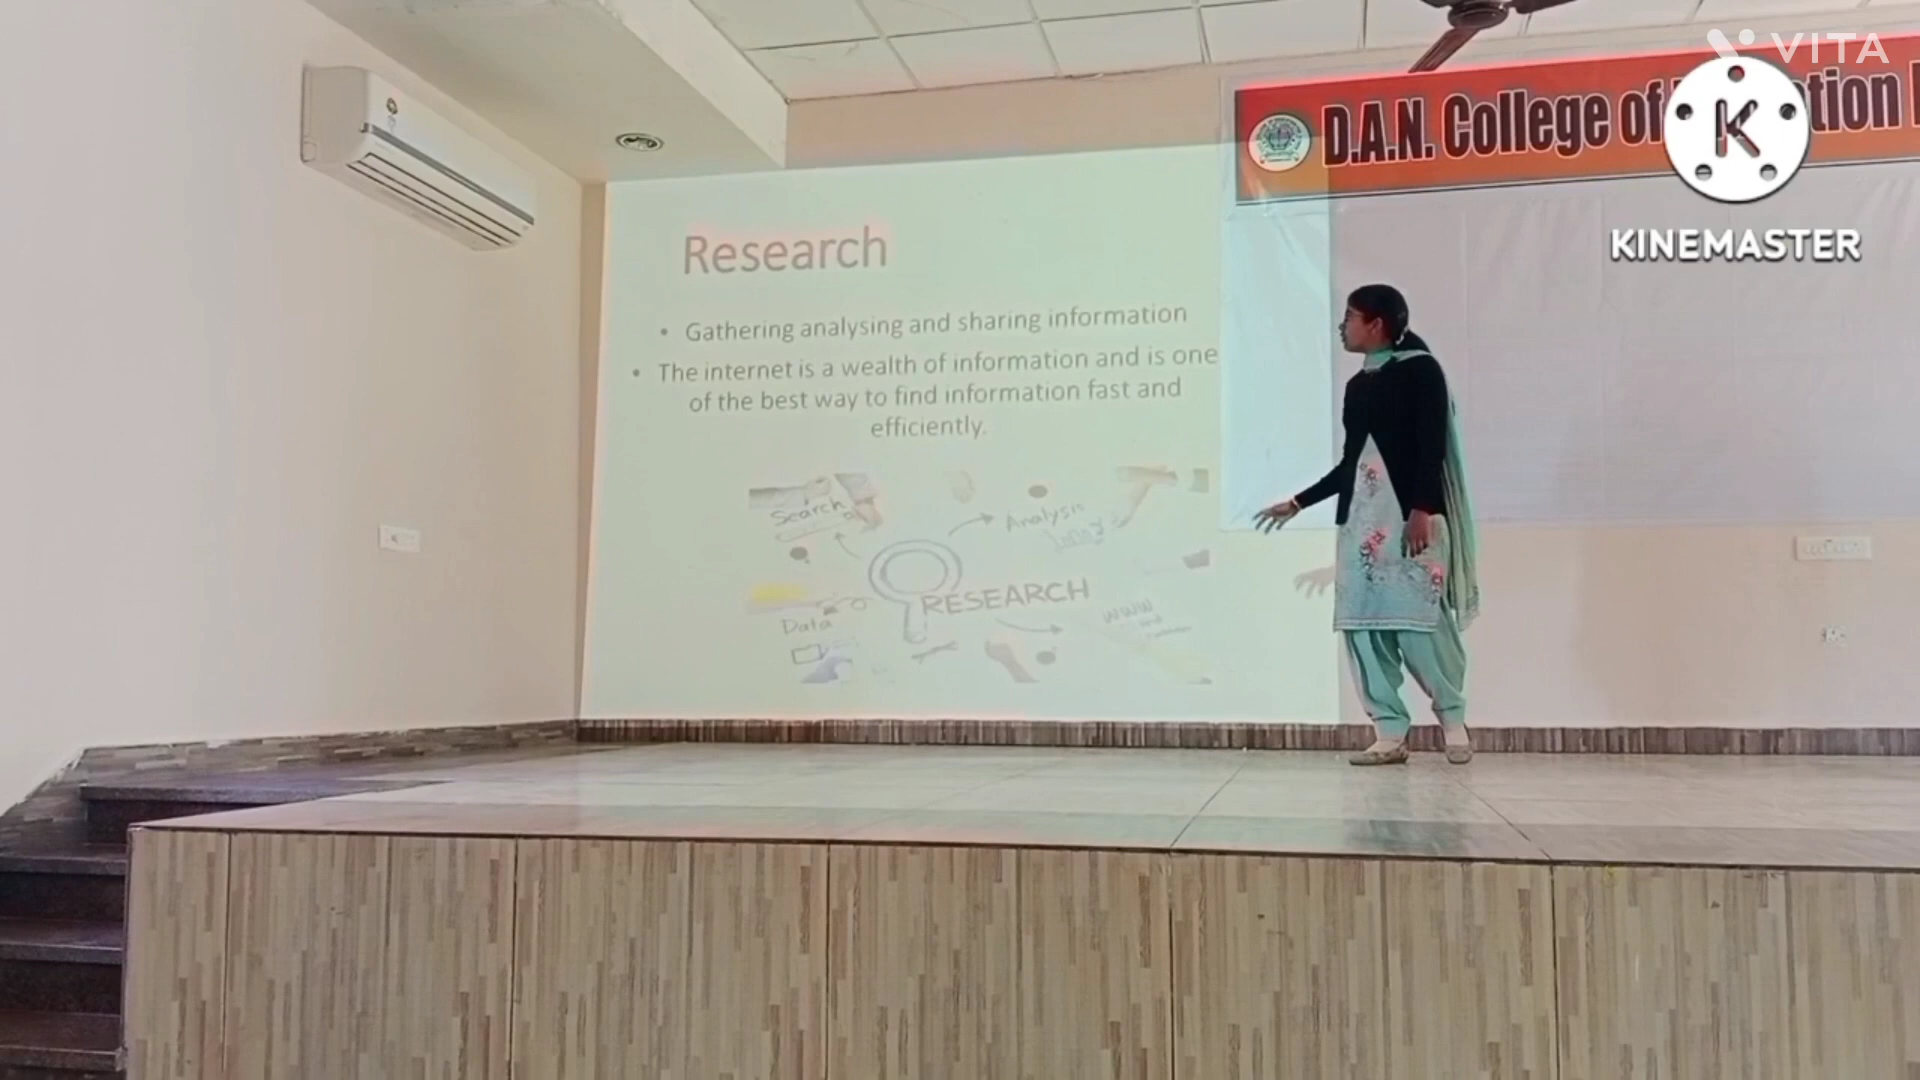 VITA
D.A.N. College of
tion
K
KINEMASTER
Research
• Gathering analysing and sharing information
• The internet is a wealth of information and is one
of the best way to find information fast and
efficiently.
Search
Analysis
RESEARCH
Data
WWW